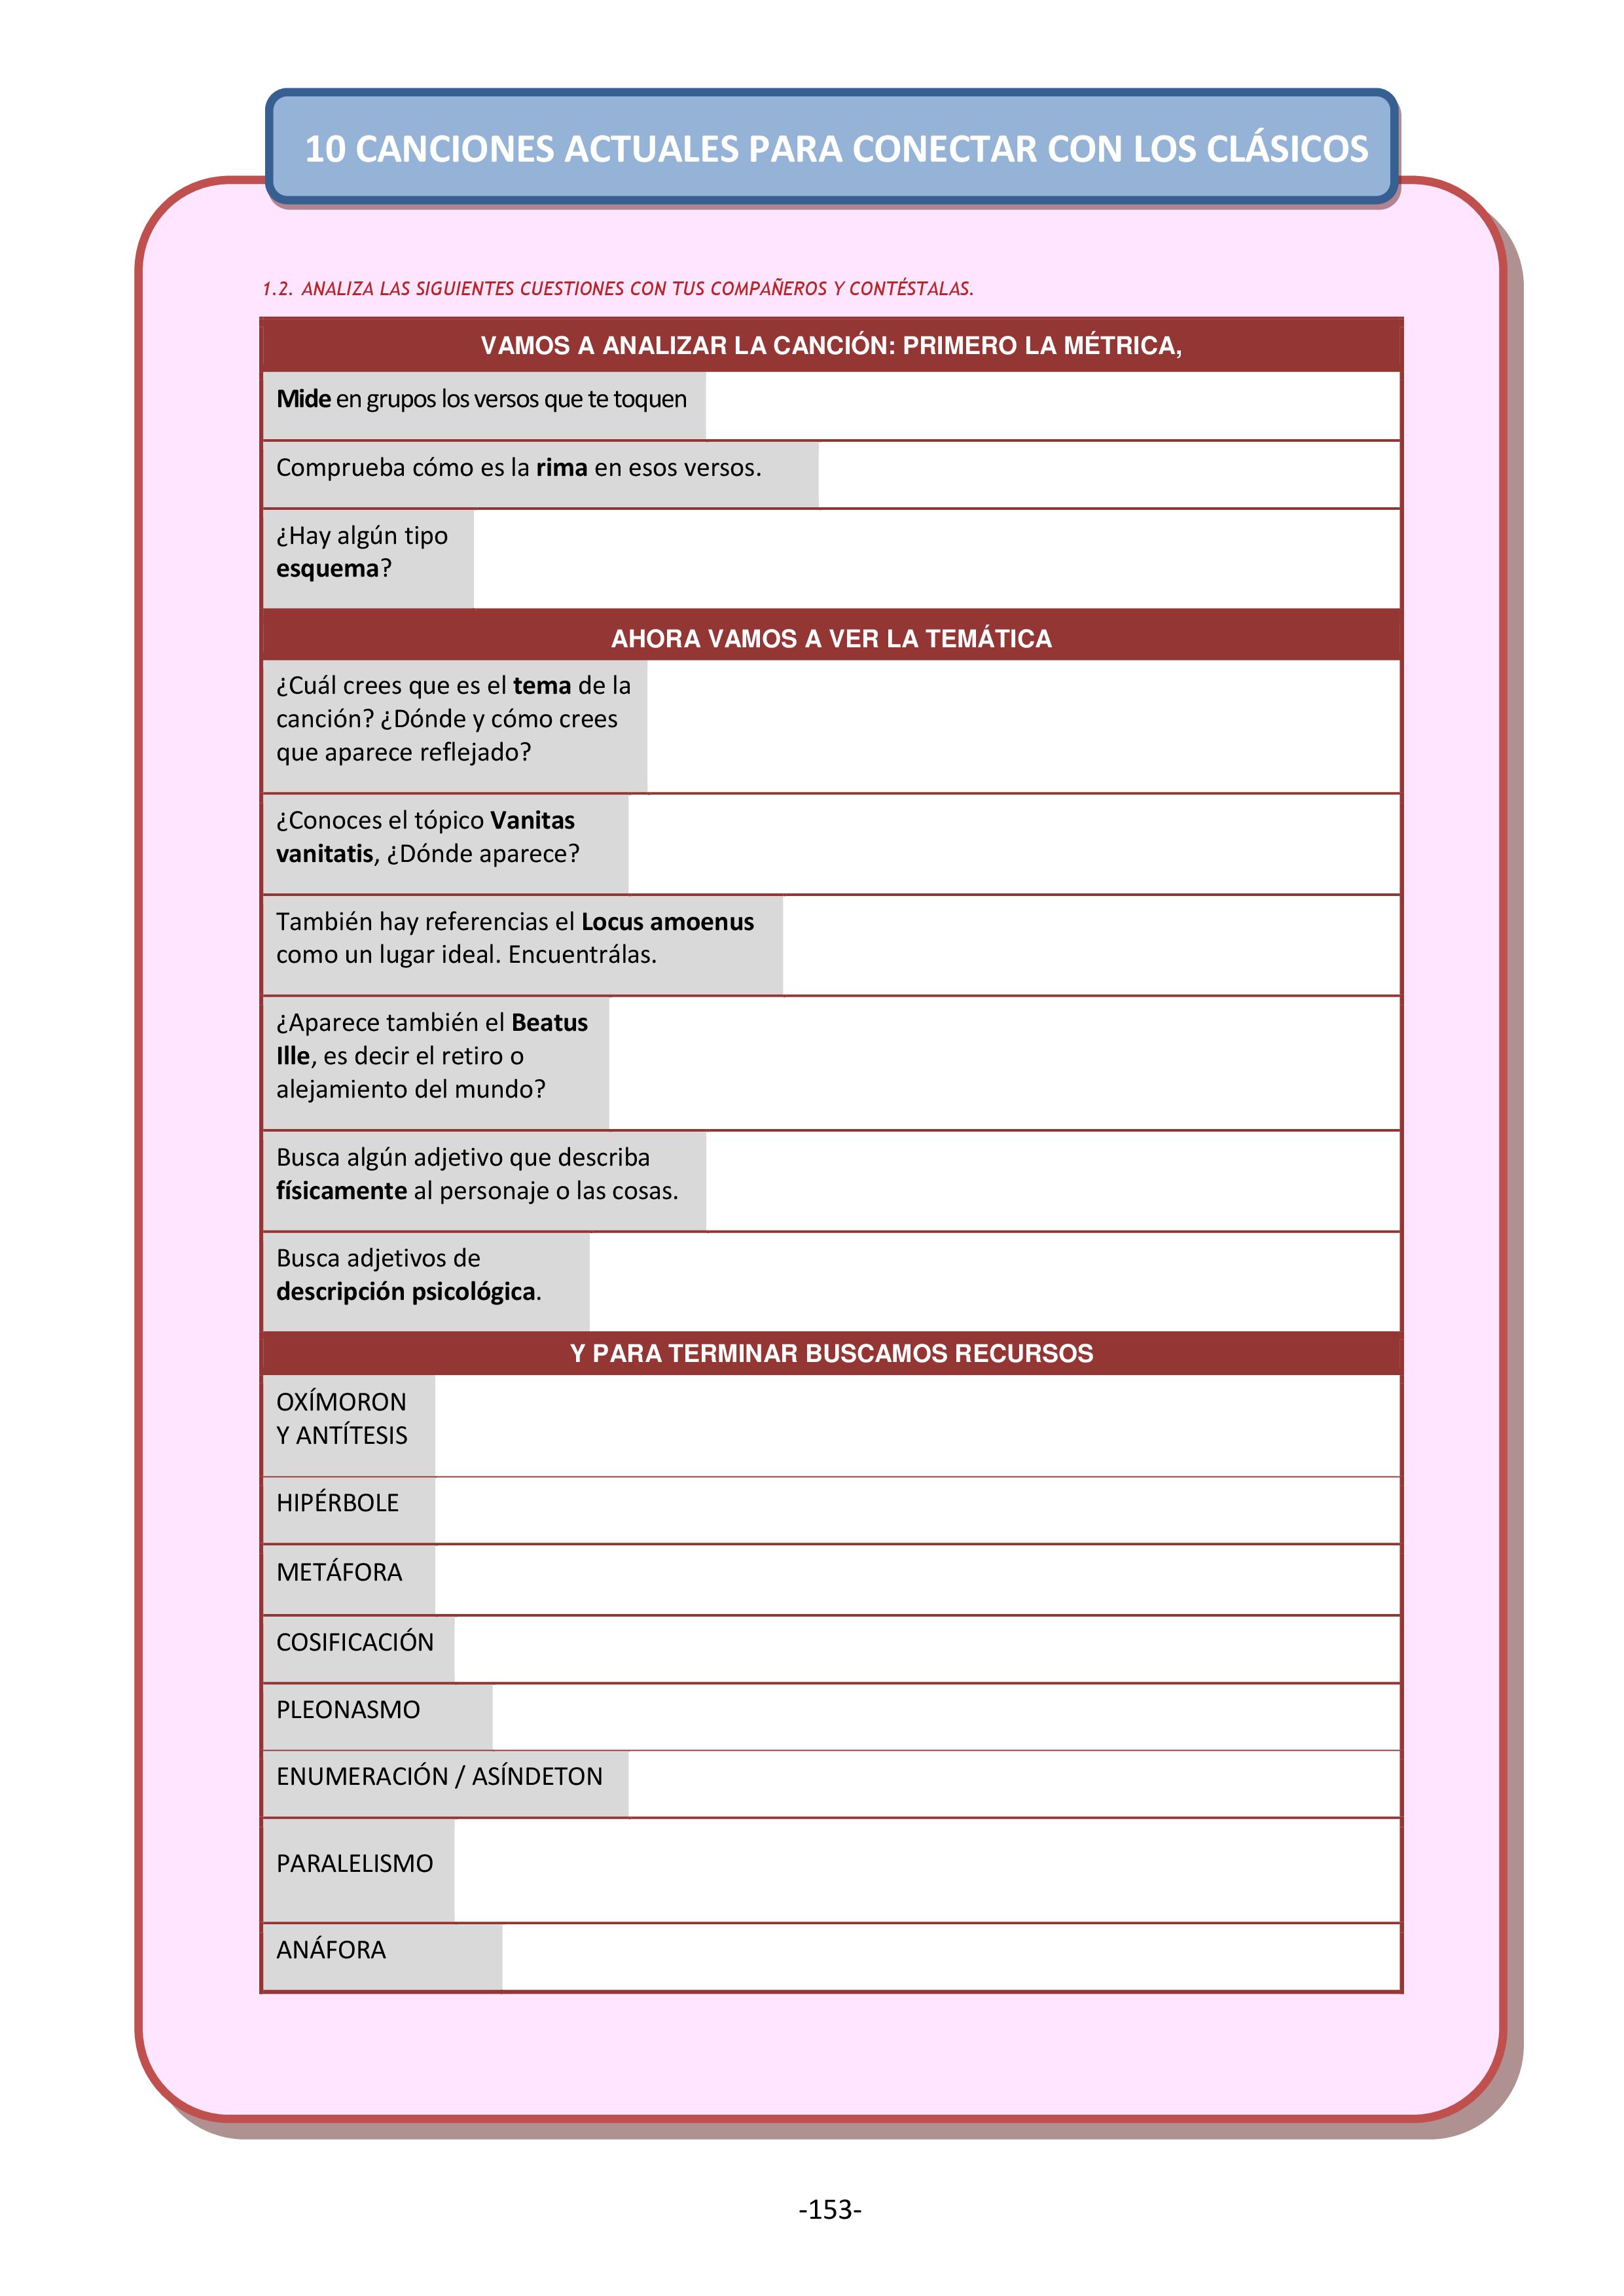 10 CANCIONES ACTUALES PARA CONECTAR CON LOS CLÁSICOS
1.2. ANALIZA LAS SIGUIENTES CUESTIONES CON TUS COMPAÑEROS Y CONTÉSTALAS.
VAMOS A ANALIZAR LA CANCIÓN: PRIMERO LA MÉTRICA,
Mide en grupos los versos que te toquen
Comprueba cómo es la rima en esos versos.
¿Hay algún tipo
esquema?
AHORA VAMOS A VER LA TEMÁTICA
¿Cuál crees que es el tema de la
canción? ¿Dónde y cómo crees
que aparece reflejado?
¿Conoces el tópico Vanitas
vanitatis, ¿Dónde aparece?
También hay referencias el Locus amoenus
como un lugar ideal. Encuentrálas.
¿Aparece también el Beatus
Ille, es decir el retiro o
alejamiento del mundo?
Busca algún adjetivo que describa
físicamente al personaje o las cosas.
Busca adjetivos de
descripción psicológica.
Y PARA TERMINAR BUSCAMOS RECURSOS
OXÍMORON
Y ANTÍTESIS
HIPÉRBOLE
METÁFORA
COSIFICACIÓN
PLEONASMO
ENUMERACIÓN / ASÍNDETON
PARALELISMO
ANÁFORA
-153-